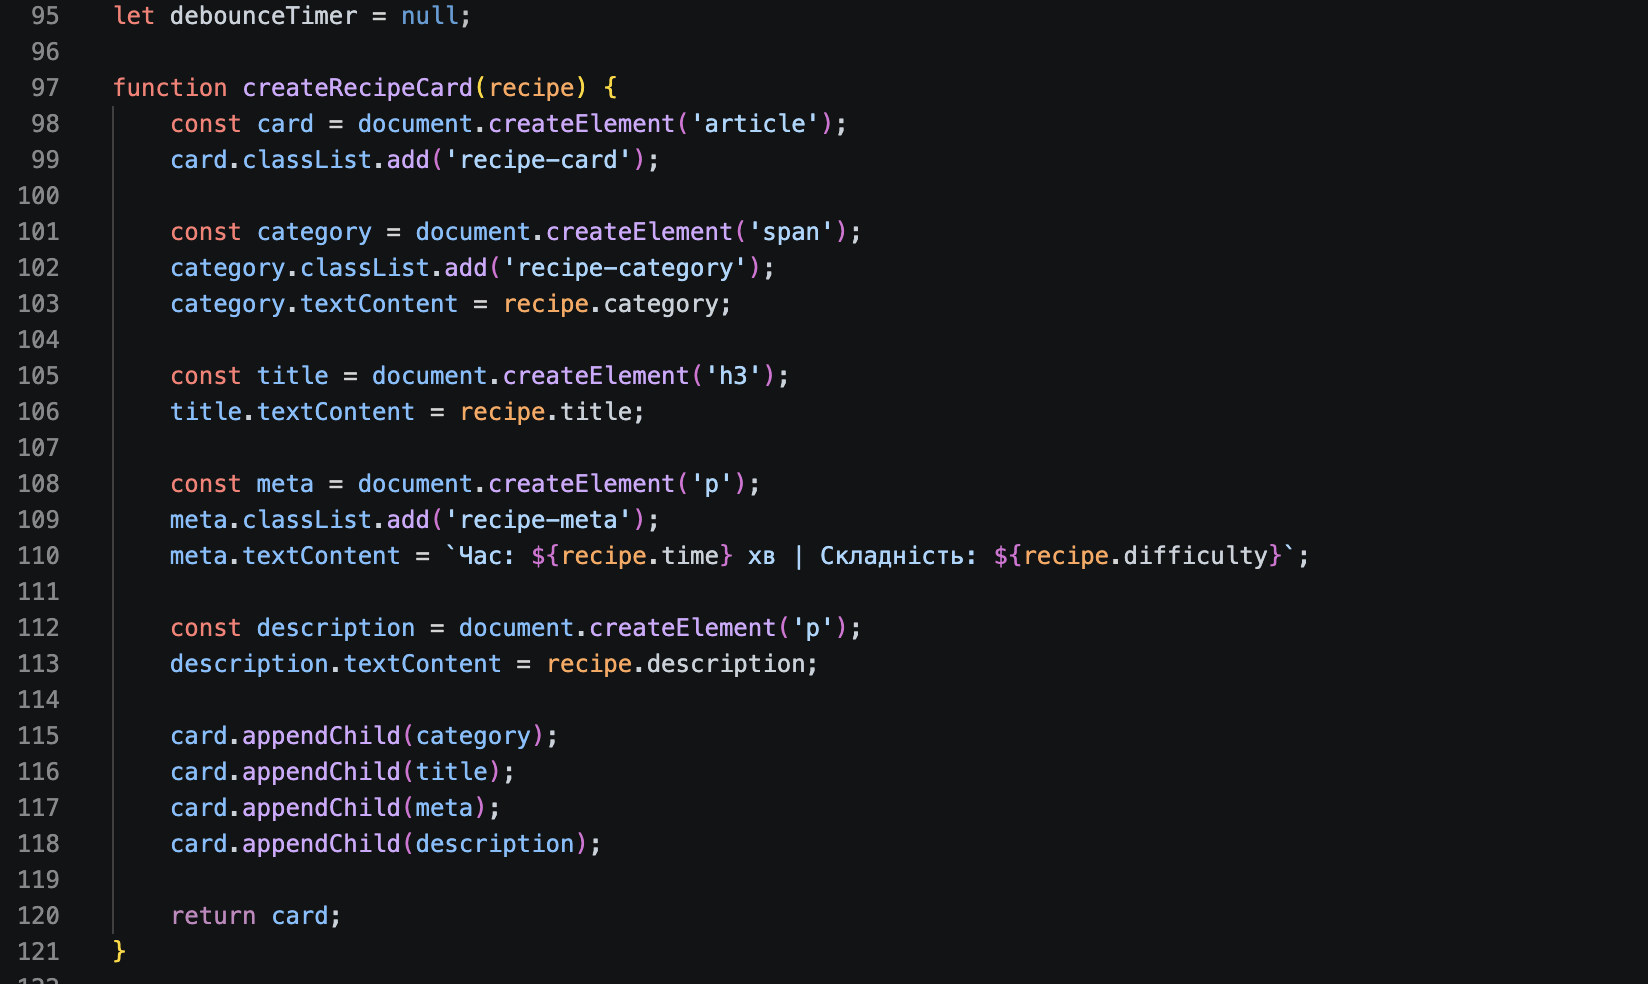 95 let debounceTimer = null;
96
97 function createRecipeCard(recipe) {
98     const card = document.createElement('article');
99     card.classList.add('recipe-card');
100
101     const category = document.createElement('span');
102     category.classList.add('recipe-category');
103     category.textContent = recipe.category;
104
105     const title = document.createElement('h3');
106     title.textContent = recipe.title;
107
108     const meta = document.createElement('p');
109     meta.classList.add('recipe-meta');
110     meta.textContent = `Час: ${recipe.time} хв | Складність: ${recipe.difficulty}`;
111
112     const description = document.createElement('p');
113     description.textContent = recipe.description;
114
115     card.appendChild(category);
116     card.appendChild(title);
117     card.appendChild(meta);
118     card.appendChild(description);
119
120     return card;
121 }